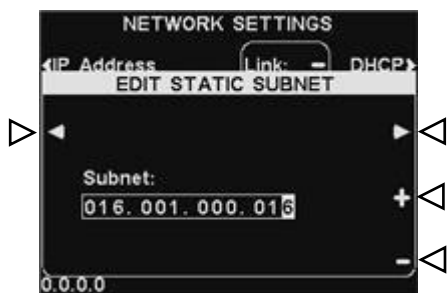 NETWORK SETTINGS
IP Address Link: DHCP
EDIT STATIC SUBNET
Subnet:
016.001.000.016
0.0.0.0